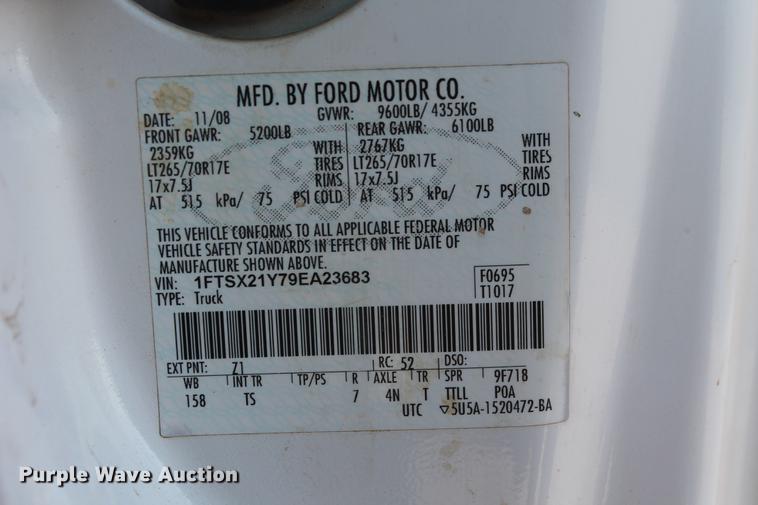 MFD. BY FORD MOTOR CO.
DATE: 11/08 GVWR: 9600LB/ 4355KG
FRONT GAWR: 5200LB REAR GAWR: 6100LB
2359KG WITH 2767KG WITH
LT265/70R17E TIRES LT265/70R17E TIRES
17x7.5J RIMS 17x7.5J RIMS
AT 515 kPa/ 75 PSI COLD AT 515 kPa/ 75 PSI COLD
THIS VEHICLE CONFORMS TO ALL APPLICABLE FEDERAL MOTOR
VEHICLE SAFETY STANDARDS IN EFFECT ON THE DATE OF
MANUFACTURE SHOWN ABOVE.
VIN: 1FTSX21Y79EA23683 F0695
TYPE: Truck T1017
EXT PNT: Z1 RC: 52 DSO:
WB INT TR TP/PS R AXLE TR SPR 9F718
158 TS 7 4N T TTLL POA
UTC ▽5U5A-1520472-BA
Purple Wave Auction